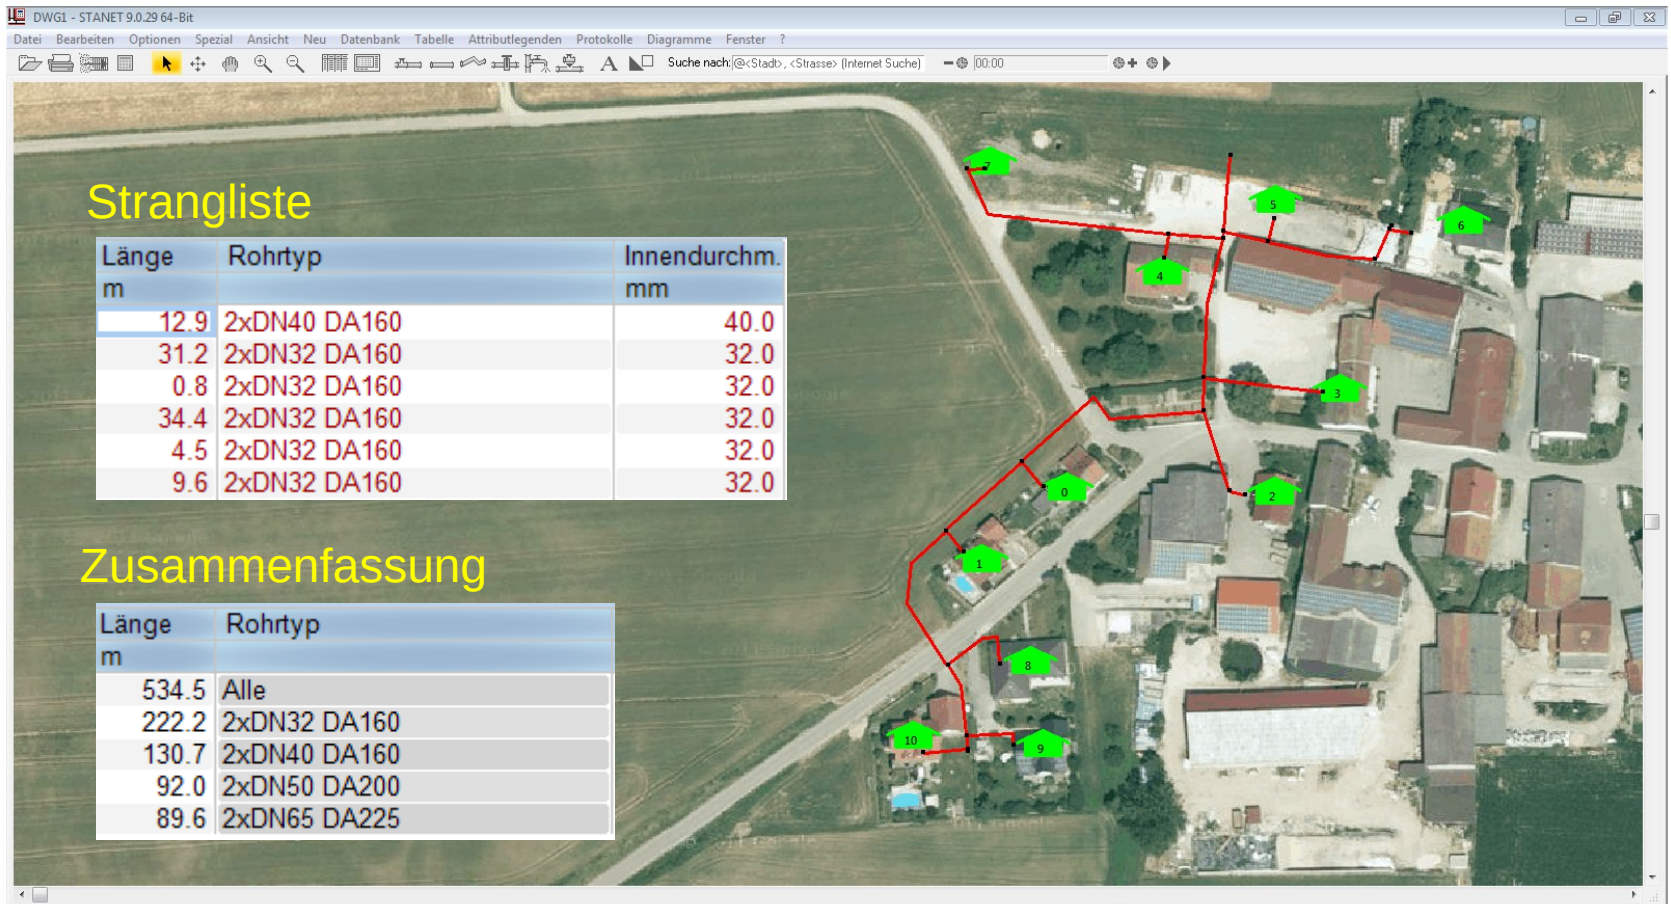 DWG1 - STANET 9.0.29 64-Bit
Datei Bearbeiten Optionen Spezial Ansicht Neu Datenbank Tabelle Attributlegenden Protokolle Diagramme Fenster ?
A Suche nach: @<Stadt>, <Strasse> (Internet Suche) 00:00
7
5
6
4
3
0
2
1
8
10
9
Strangliste
Länge Rohrtyp Innendurchm.
m mm
12.9 2xDN40 DA160 40.0
31.2 2xDN32 DA160 32.0
0.8 2xDN32 DA160 32.0
34.4 2xDN32 DA160 32.0
4.5 2xDN32 DA160 32.0
9.6 2xDN32 DA160 32.0
Zusammenfassung
Länge Rohrtyp
m
534.5 Alle
222.2 2xDN32 DA160
130.7 2xDN40 DA160
92.0 2xDN50 DA200
89.6 2xDN65 DA225